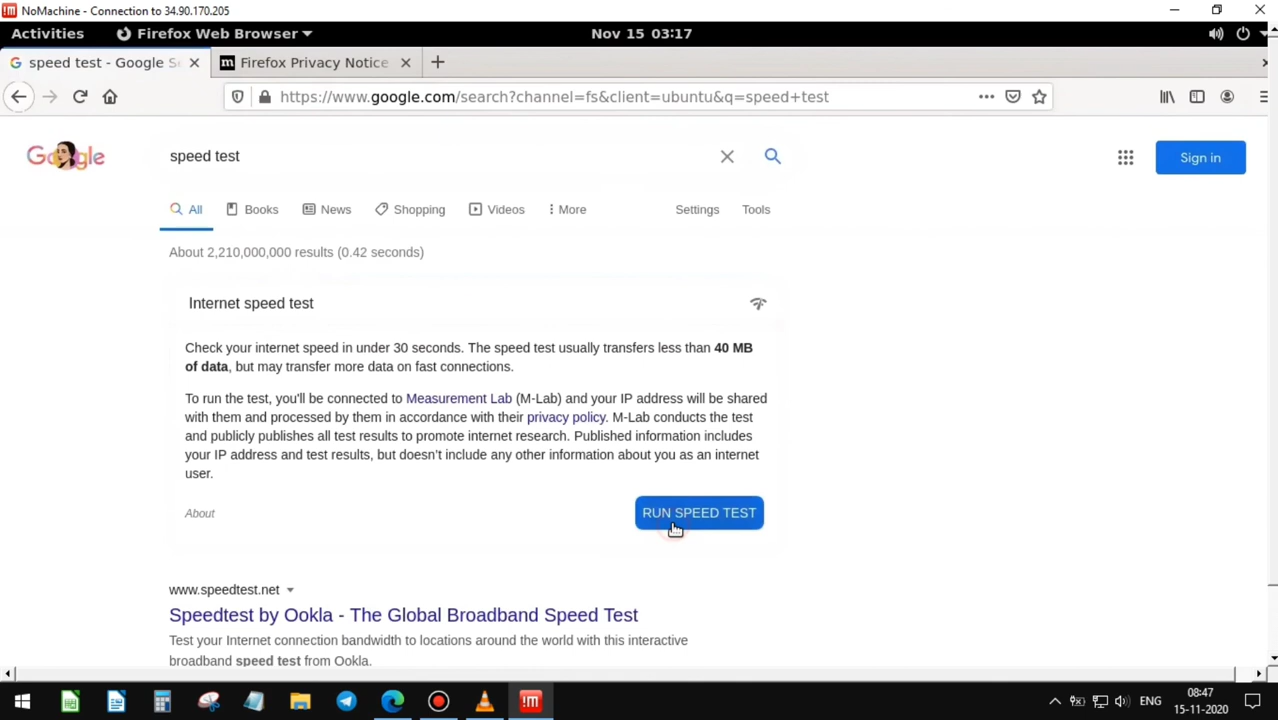 NoMachine - Connection to 34.90.170.205
Activities Firefox Web Browser Nov 15 03:17
speed test - Google Se Firefox Privacy Notice
https://www.google.com/search?channel=fs&client=ubuntu&q=speed+test
Google speed test Sign in
All Books News Shopping Videos More Settings Tools
About 2,210,000,000 results (0.42 seconds)
Internet speed test
Check your internet speed in under 30 seconds. The speed test usually transfers less than 40 MB
of data, but may transfer more data on fast connections.
To run the test, you'll be connected to Measurement Lab (M-Lab) and your IP address will be shared
with them and processed by them in accordance with their privacy policy. M-Lab conducts the test
and publicly publishes all test results to promote internet research. Published information includes
your IP address and test results, but doesn't include any other information about you as an internet
user.
About RUN SPEED TEST
www.speedtest.net
Speedtest by Ookla - The Global Broadband Speed Test
Test your Internet connection bandwidth to locations around the world with this interactive
broadband speed test from Ookla.
ENG 08:47
15-11-2020